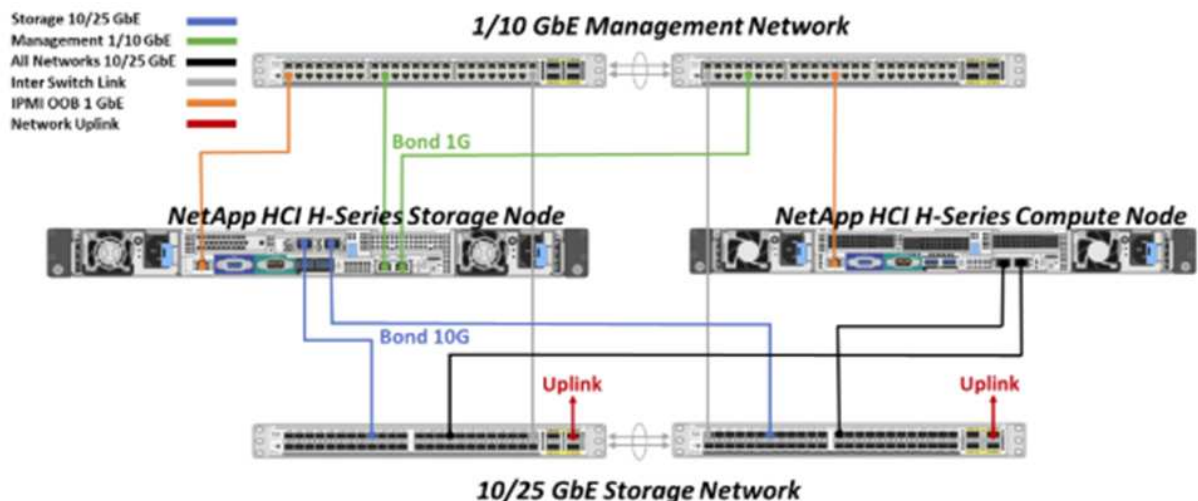 Storage 10/25 GbE
Management 1/10 GbE
All Networks 10/25 GbE
Inter Switch Link
IPMI OOB 1 GbE
Network Uplink
1/10 GbE Management Network
Bond 1G
NetApp HCI H-Series Storage Node
NetApp HCI H-Series Compute Node
Bond 10G
Uplink
Uplink
10/25 GbE Storage Network